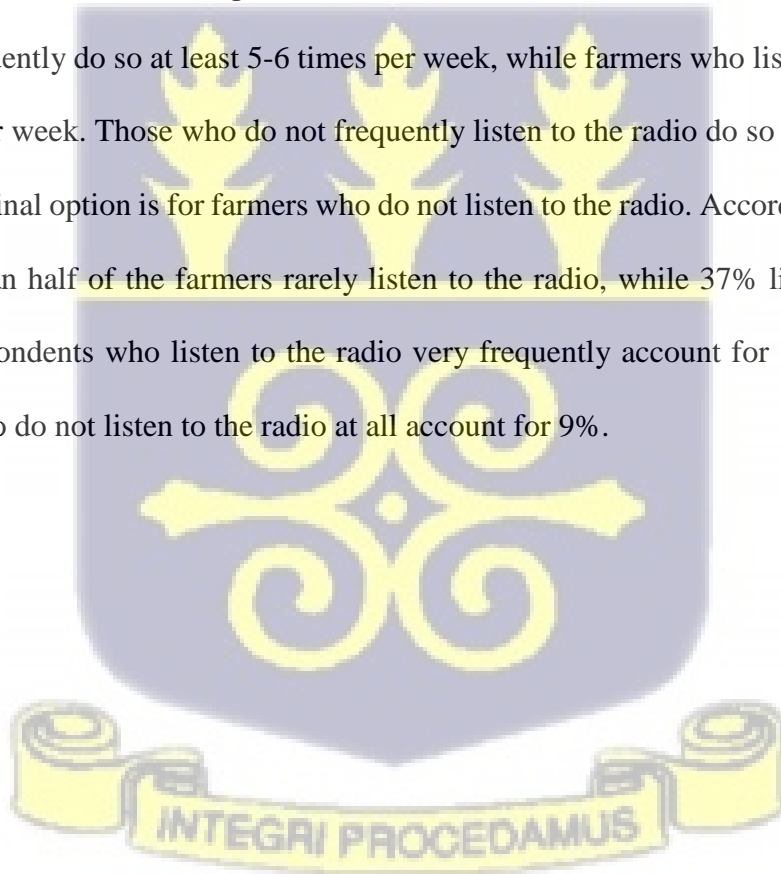 uently do so at least 5-6 times per week, while farmers who lis
week. Those who do not frequently listen to the radio do so
inal option is for farmers who do not listen to the radio. Accor
n half of the farmers rarely listen to the radio, while 37% li
ondents who listen to the radio very frequently account for
do not listen to the radio at all account for 9%.
INTEGRI PROCEDAMUS